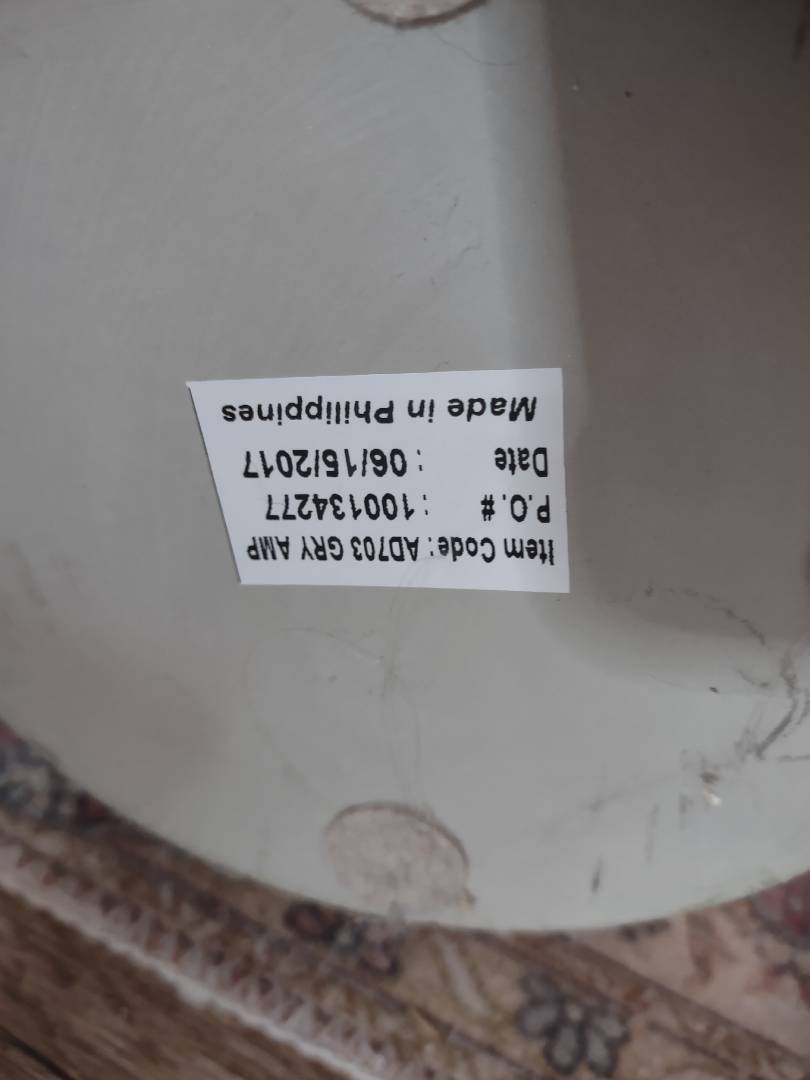 Item Code: AD703 GRY AMP
P.O. # : 100134277
Date : 06/15/2017
Made in Philippines